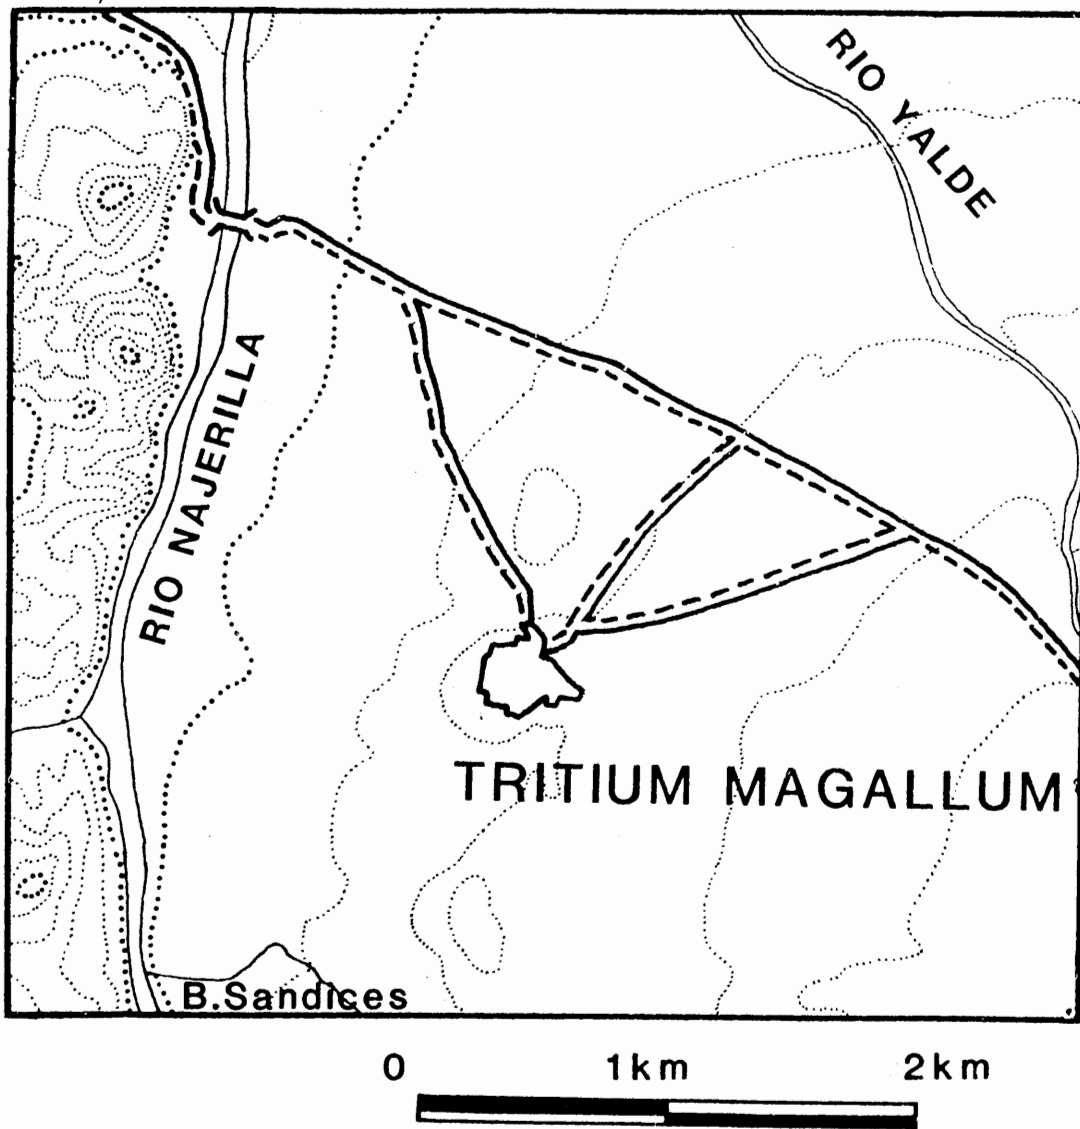 RIO YALDE
RIO NAJERILLA
TRITIUM MAGALLUM
B.Sandices
0 1km 2km